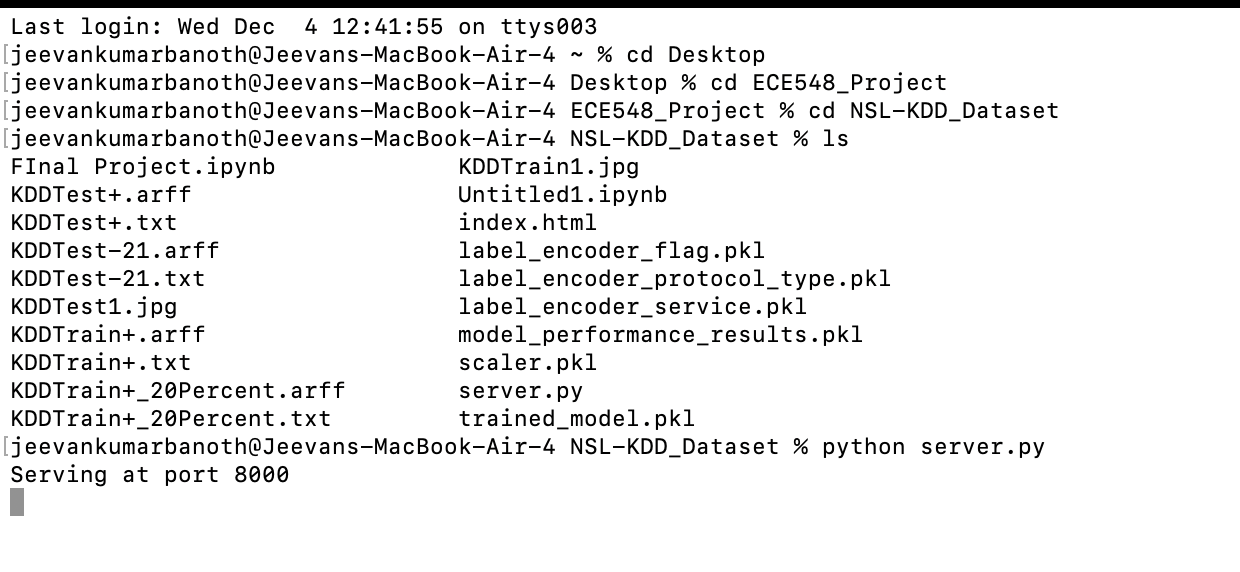 Last login: Wed Dec  4 12:41:55 on ttys003
[jeevankumarbanoth@Jeevans-MacBook-Air-4 ~ % cd Desktop
[jeevankumarbanoth@Jeevans-MacBook-Air-4 Desktop % cd ECE548_Project
[jeevankumarbanoth@Jeevans-MacBook-Air-4 ECE548_Project % cd NSL-KDD_Dataset
[jeevankumarbanoth@Jeevans-MacBook-Air-4 NSL-KDD_Dataset % ls
FInal Project.ipynb             KDDTrain1.jpg
KDDTest+.arff                   Untitled1.ipynb
KDDTest+.txt                    index.html
KDDTest-21.arff                 label_encoder_flag.pkl
KDDTest-21.txt                  label_encoder_protocol_type.pkl
KDDTest1.jpg                    label_encoder_service.pkl
KDDTrain+.arff                  model_performance_results.pkl
KDDTrain+.txt                   scaler.pkl
KDDTrain+_20Percent.arff        server.py
KDDTrain+_20Percent.txt         trained_model.pkl
[jeevankumarbanoth@Jeevans-MacBook-Air-4 NSL-KDD_Dataset % python server.py
Serving at port 8000